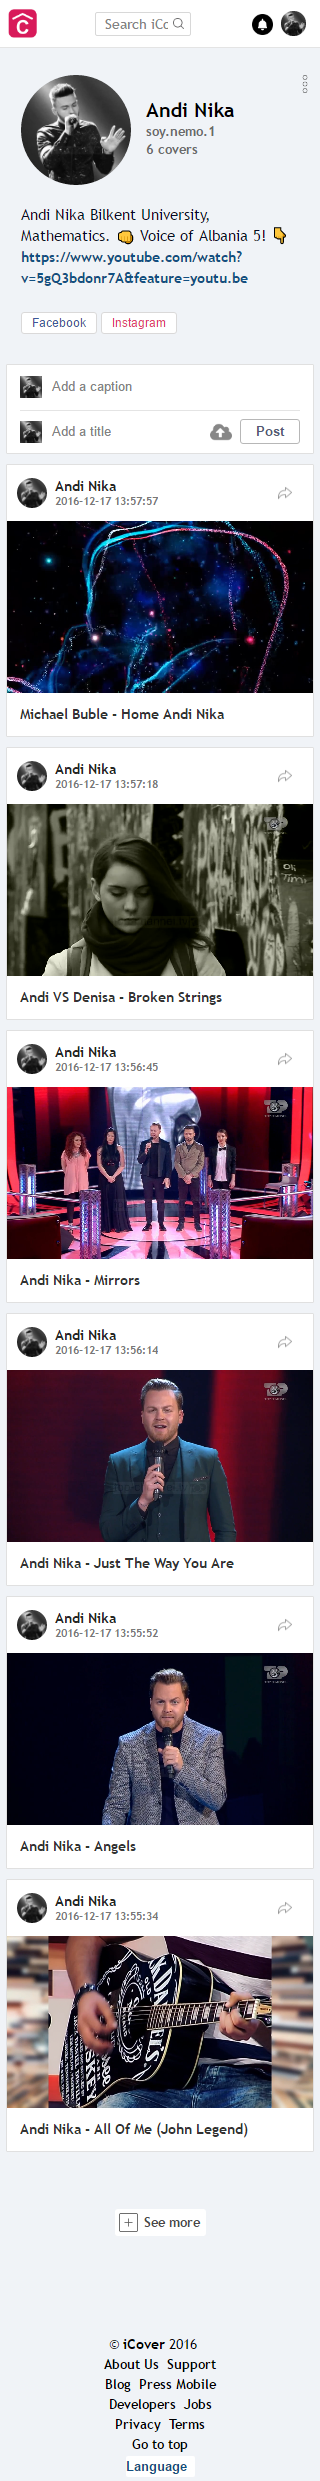 Search iCo
Andi Nika
soy.nemo.1
6 covers
Andi Nika Bilkent University,
Mathematics. 👊 Voice of Albania 5! 👇
https://www.youtube.com/watch?
v=5gQ3bdonr7A&feature=youtu.be
Facebook Instagram
Add a caption
Add a title Post
Andi Nika
2016-12-17 13:57:57
Michael Buble - Home Andi Nika
Andi Nika
2016-12-17 13:57:18
Oli
Timi
Andi VS Denisa - Broken Strings
Andi Nika
2016-12-17 13:56:45
Andi Nika - Mirrors
Andi Nika
2016-12-17 13:56:14
Andi Nika - Just The Way You Are
Andi Nika
2016-12-17 13:55:52
Andi Nika - Angels
Andi Nika
2016-12-17 13:55:34
Andi Nika - All Of Me (John Legend)
See more
© iCover 2016
About Us Support
Blog Press Mobile
Developers Jobs
Privacy Terms
Go to top
Language